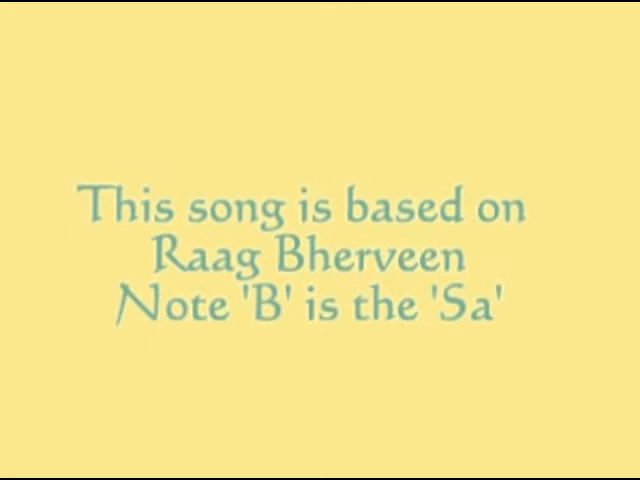 This song is based on
Raag Bherveen
Note 'B' is the 'Sa'